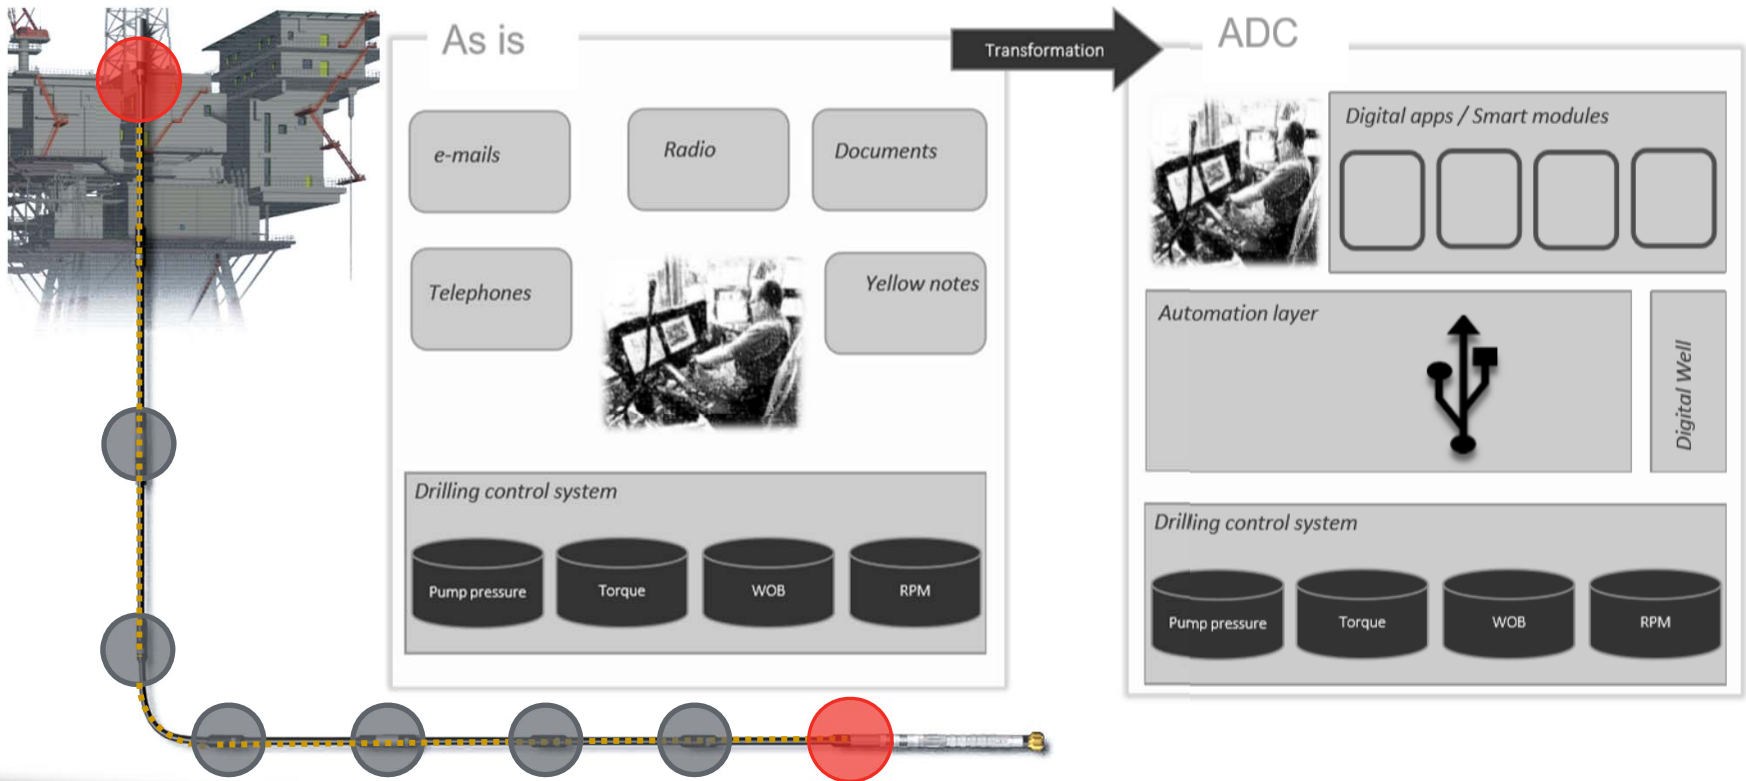 As is
Transformation
ADC
e-mails
Radio
Documents
Telephones
Yellow notes
Drilling control system
Pump pressure
Torque
WOB
RPM
Digital apps / Smart modules
Automation layer
Digital Well
Drilling control system
Pump pressure
Torque
WOB
RPM